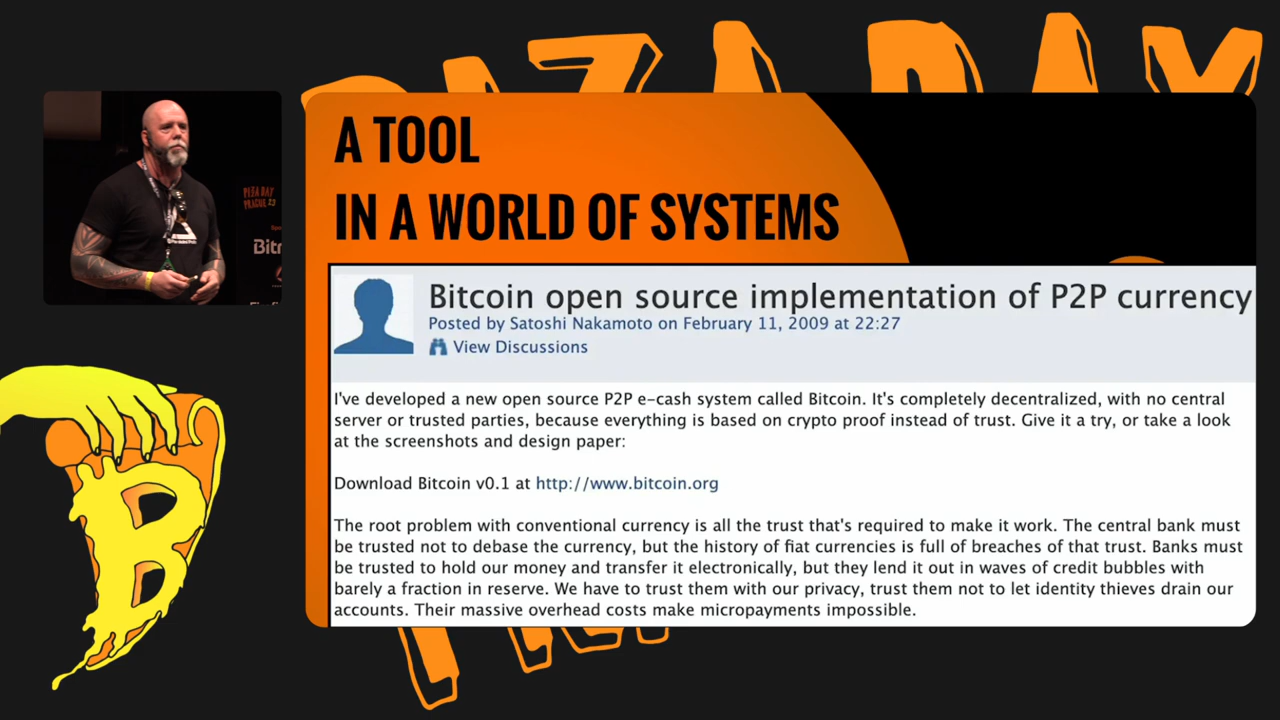 PIZZA DAY
A TOOL
IN A WORLD OF SYSTEMS
PIZZA DAY
PRAGUE 23
Bitcoin open source implementation of P2P currency
Posted by Satoshi Nakamoto on February 11, 2009 at 22:27
View Discussions
I've developed a new open source P2P e-cash system called Bitcoin. It's completely decentralized, with no central
server or trusted parties, because everything is based on crypto proof instead of trust. Give it a try, or take a look
at the screenshots and design paper:
Download Bitcoin v0.1 at http://www.bitcoin.org
The root problem with conventional currency is all the trust that's required to make it work. The central bank must
be trusted not to debase the currency, but the history of fiat currencies is full of breaches of that trust. Banks must
be trusted to hold our money and transfer it electronically, but they lend it out in waves of credit bubbles with
barely a fraction in reserve. We have to trust them with our privacy, trust them not to let identity thieves drain our
accounts. Their massive overhead costs make micropayments impossible.
B